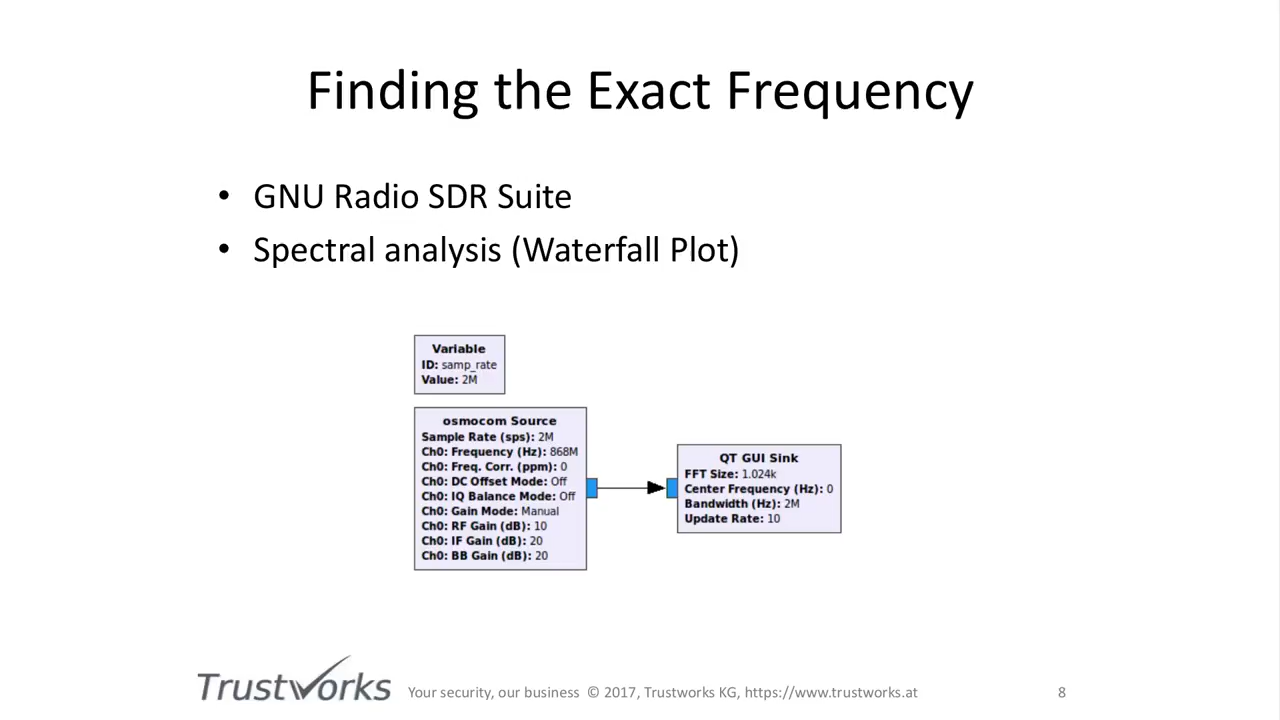 Finding the Exact Frequency
• GNU Radio SDR Suite
• Spectral analysis (Waterfall Plot)
Variable
ID: samp_rate
Value: 2M
osmocom Source
Sample Rate (sps): 2M
Ch0: Frequency (Hz): 868M
Ch0: Freq. Corr. (ppm): 0
Ch0: DC Offset Mode: Off
Ch0: IQ Balance Mode: Off
Ch0: Gain Mode: Manual
Ch0: RF Gain (dB): 10
Ch0: IF Gain (dB): 20
Ch0: BB Gain (dB): 20
QT GUI Sink
FFT Size: 1.024k
Center Frequency (Hz): 0
Bandwidth (Hz): 2M
Update Rate: 10
Trustworks
Your security, our business © 2017, Trustworks KG, https://www.trustworks.at
8